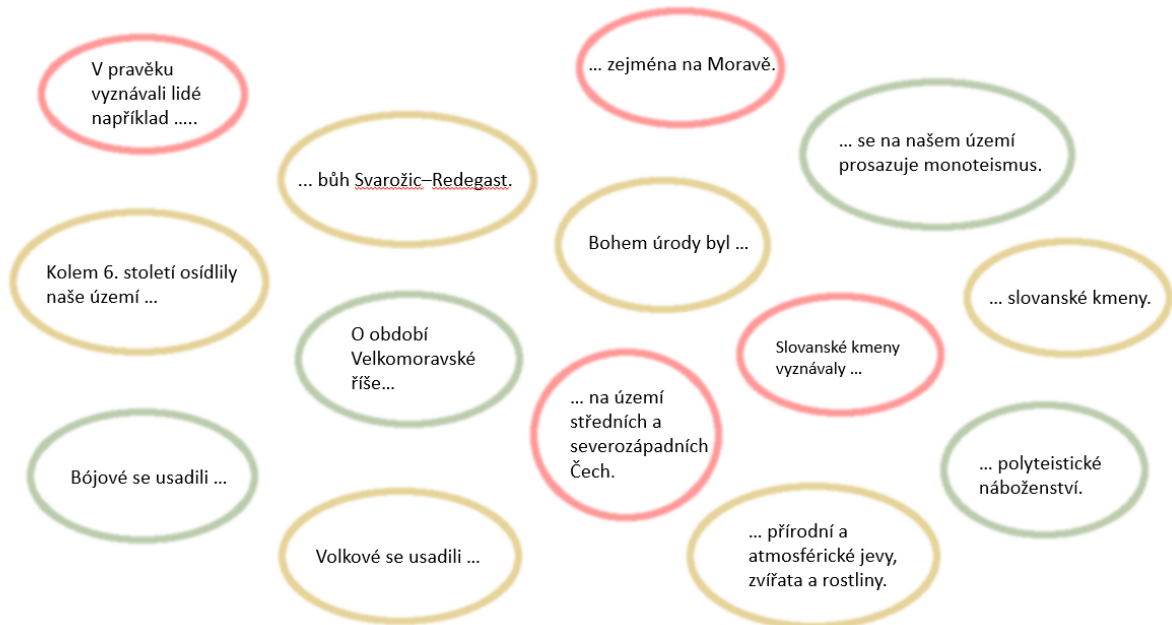 V pravěku
vyznávali lidé
například …..
... zejména na Moravě.
... se na našem území
prosazuje monoteismus.
... bůh Svarožic–Redegast.
Bohem úrody byl ...
Kolem 6. století osídlily
naše území ...
... slovanské kmeny.
O období
Velkomoravské
říše...
Slovanské kmeny
vyznávaly ...
... na území
středních a
severozápadních
Čech.
Bójové se usadili ...
... polyteistické
náboženství.
Volkové se usadili ...
... přírodní a
atmosférické jevy,
zvířata a rostliny.